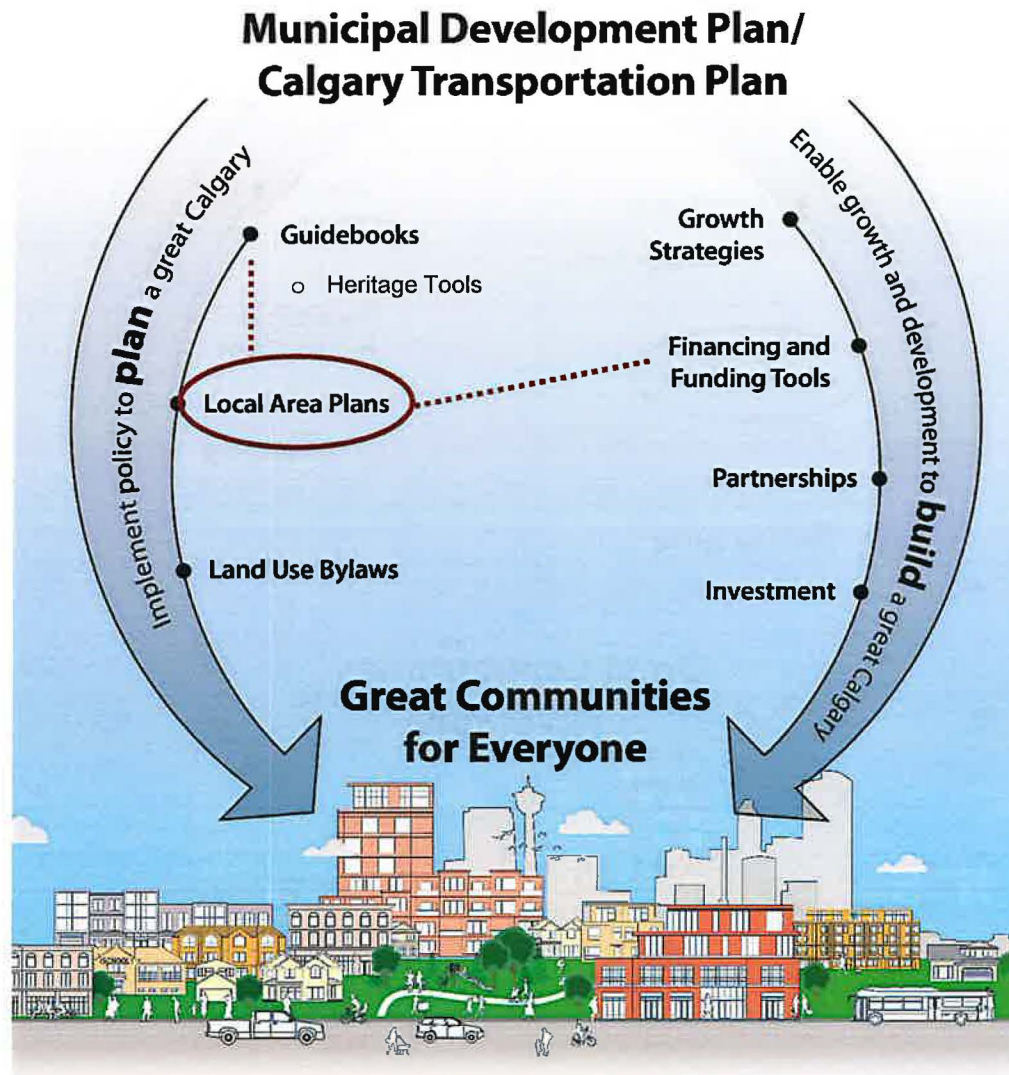 Municipal Development Plan/
Calgary Transportation Plan
Implement policy to plan a great Calgary
Guidebooks
○ Heritage Tools
Local Area Plans
Land Use Bylaws
Enable growth and development to build a great Calgary
Growth
Strategies
Financing and
Funding Tools
Partnerships
Investment
Great Communities
for Everyone
SCHOOL